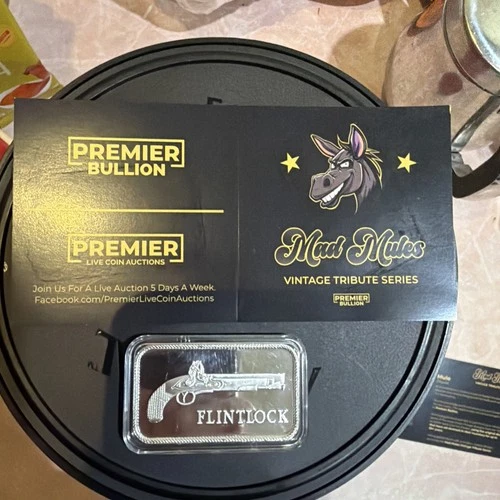 PREMIER
BULLION
PREMIER
LIVE COIN AUCTIONS
Join Us For A Live Auction 5 Days A Week.
Facebook.com/PremierLiveCoinAuctions
Mad Mules
VINTAGE TRIBUTE SERIES
PREMIER
BULLION
FLINTLOCK